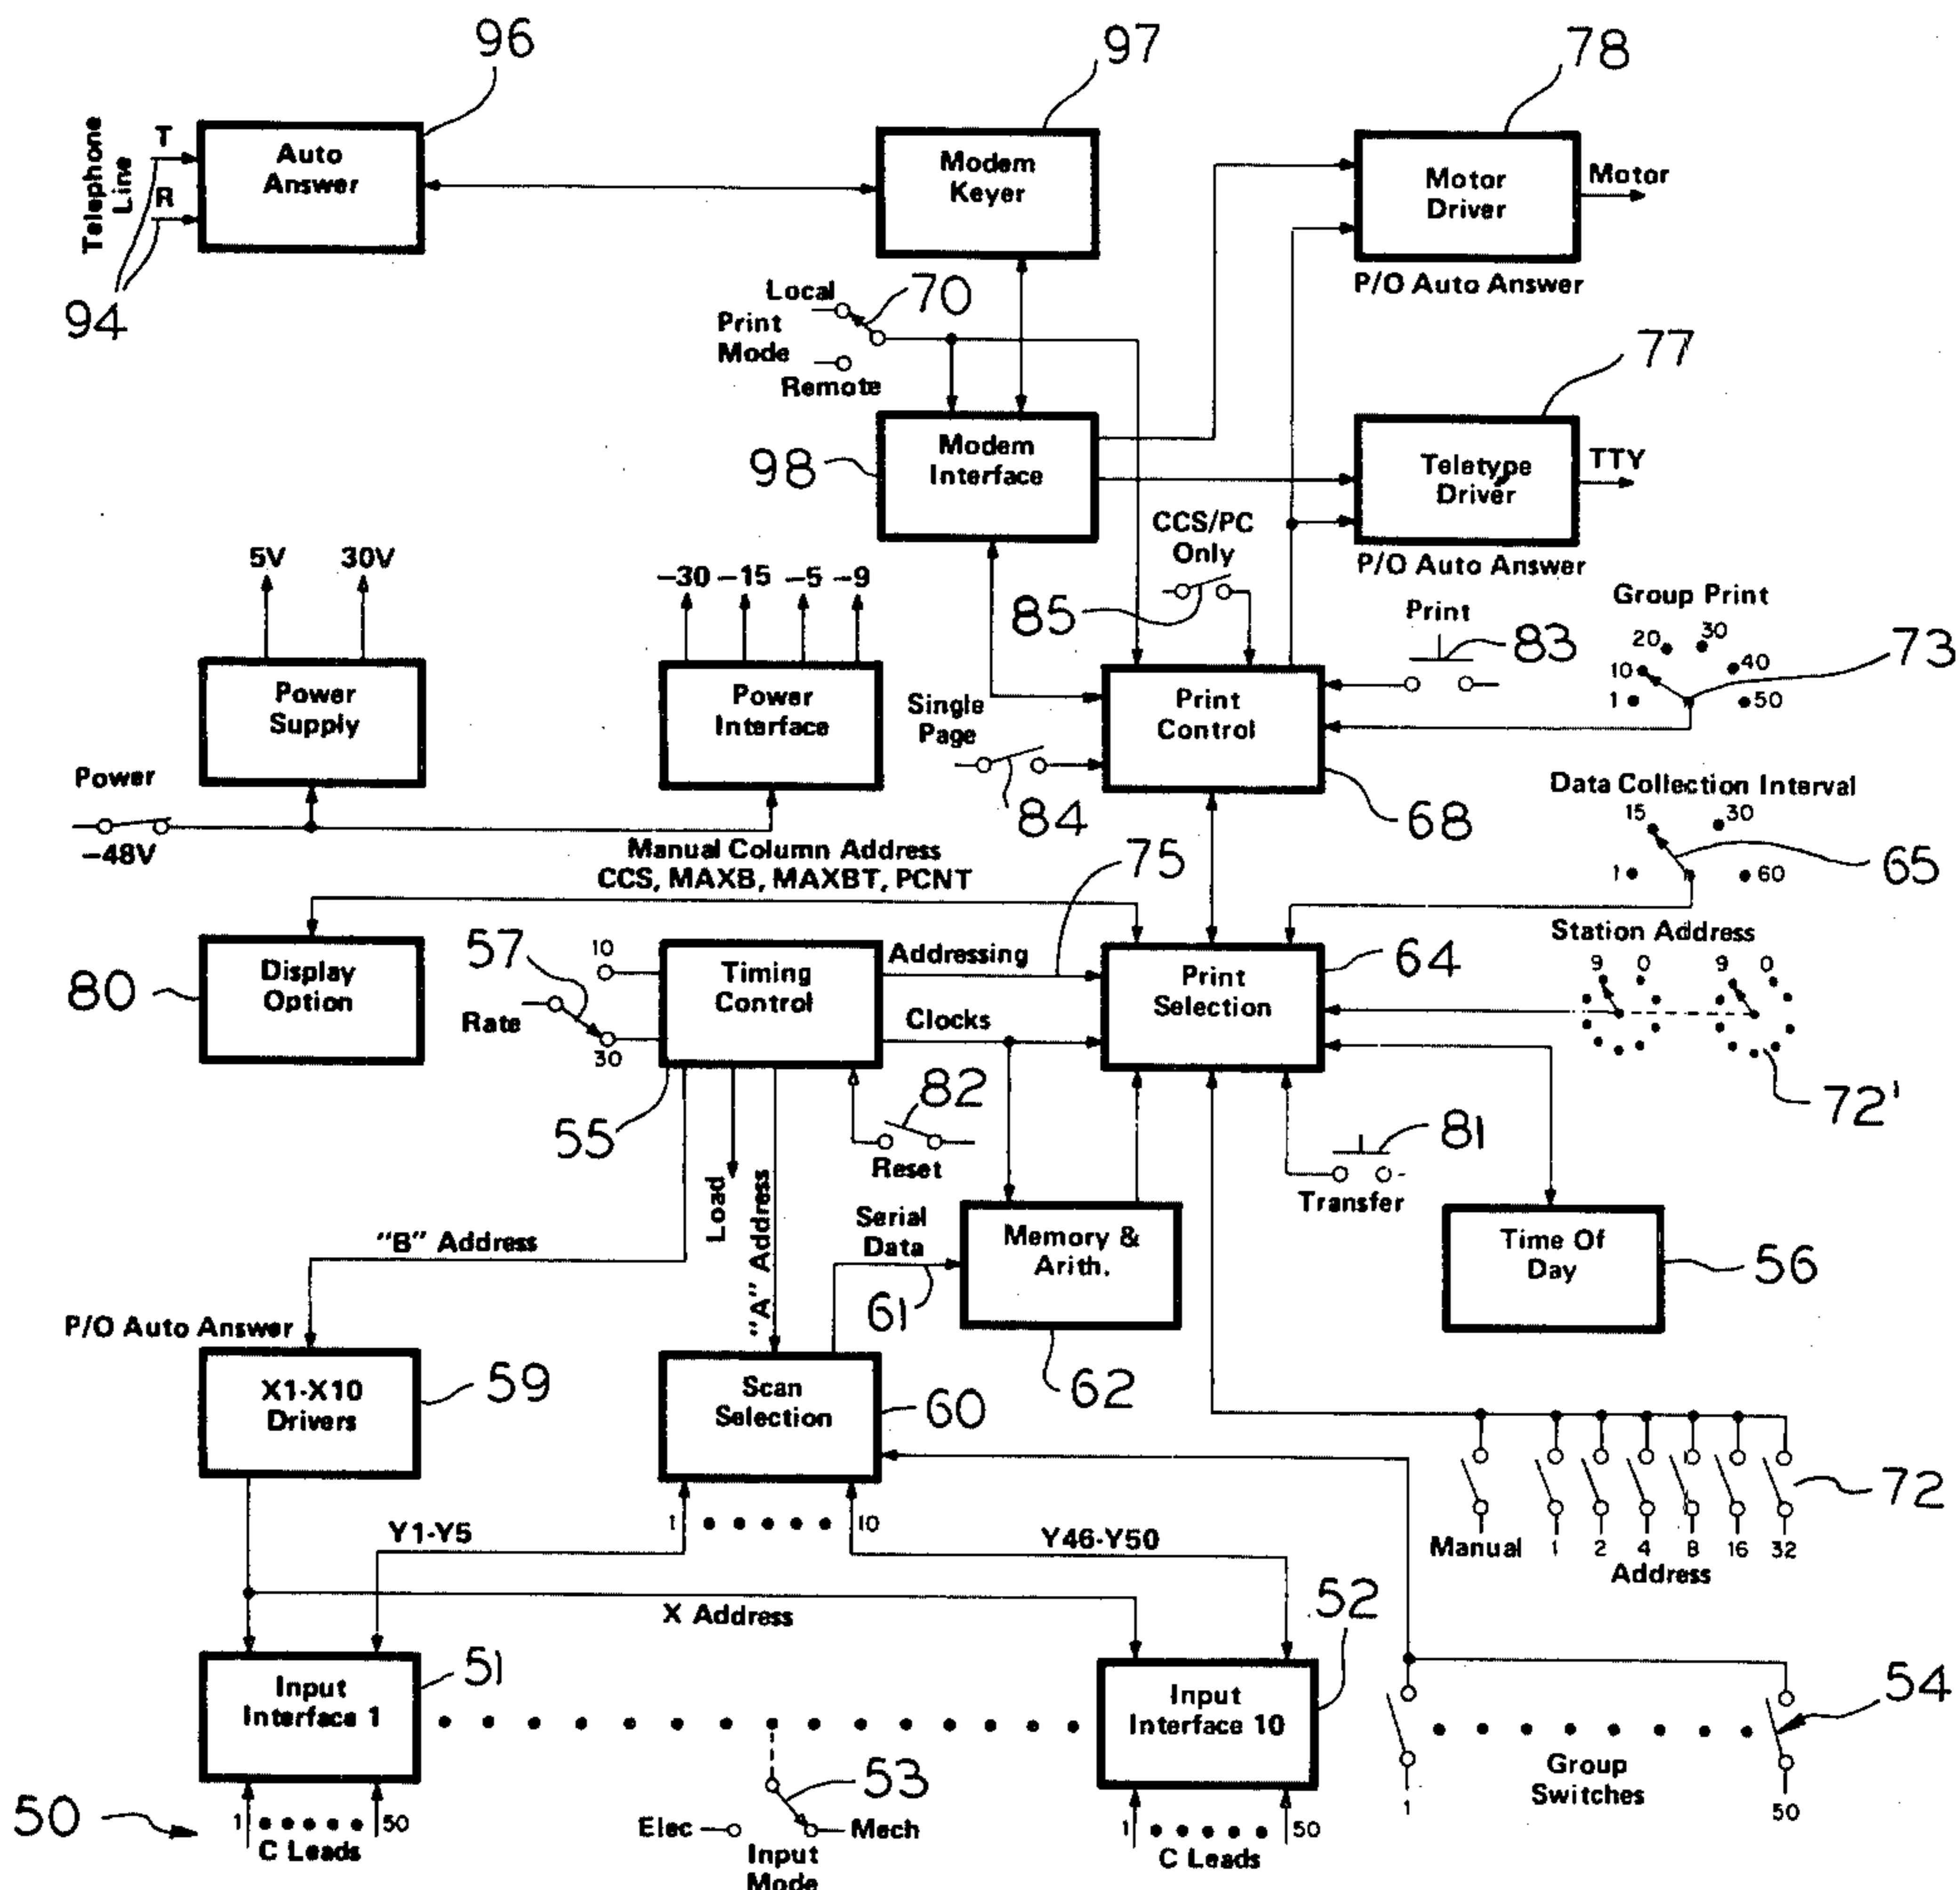 96
97
78
Telephone
Line
T
R
Auto
Answer
Modem
Keyer
Motor
Driver
Motor
P/O Auto Answer
94
Local
70
Print
Mode
Remote
77
98
Modem
Interface
Teletype
Driver
TTY
P/O Auto Answer
CCS/PC
Only
5V
30V
-30
-15
-5
-9
85
Print
83
Group Print
1
10
20
30
40
50
73
Power
Supply
Power
Interface
Single
Page
84
Print
Control
68
Power
-48V
Data Collection Interval
1
15
30
60
65
Manual Column Address
CCS, MAXB, MAXBT, PCNT
75
80
Display
Option
57
10
Rate
30
Timing
Control
Addressing
Clocks
Print
Selection
64
Station Address
9
0
9
0
72'
55
82
Reset
81
Transfer
Load
"A" Address
"B" Address
Serial
Data
61
Memory &
Arith.
62
Time Of
Day
56
P/O Auto Answer
X1-X10
Drivers
59
Scan
Selection
60
1
10
Y1-Y5
Y46-Y50
72
Manual
1
2
4
8
16
32
Address
X Address
52
Input
Interface 1
51
Input
Interface 10
54
Group
Switches
1
50
50
1
50
C Leads
53
Elec
Mech
Input
Mode
1
50
C Leads